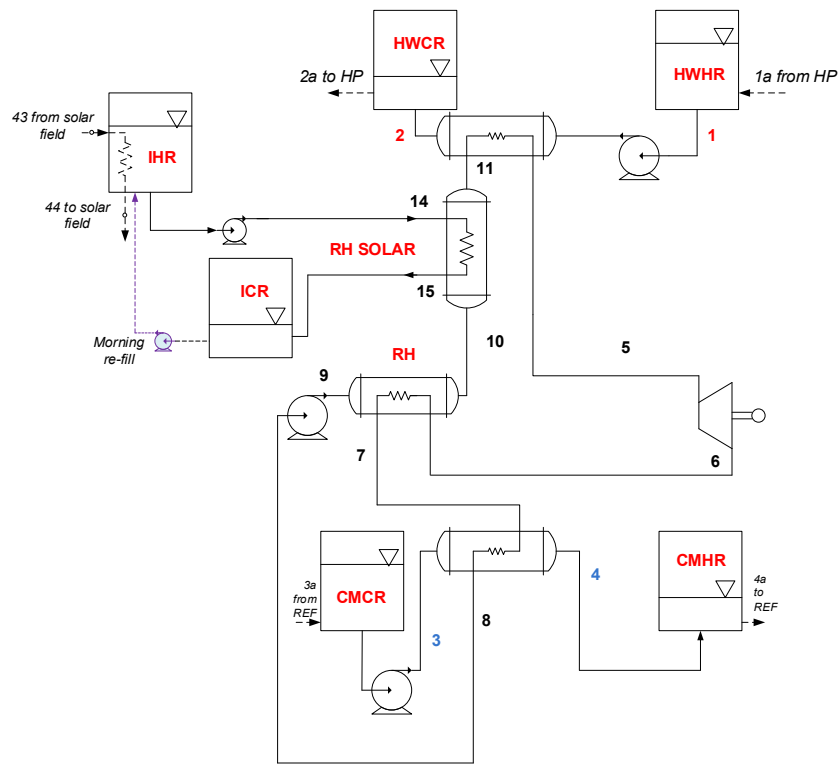 HWCR
HWHR
2a to HP
1a from HP
43 from solar
field
IHR
2
1
11
44 to solar
field
14
RH SOLAR
ICR
15
Morning
re-fill
RH
10
5
9
7
6
3a
from
REF
CMCR
4
CMHR
4a
to
REF
3
8